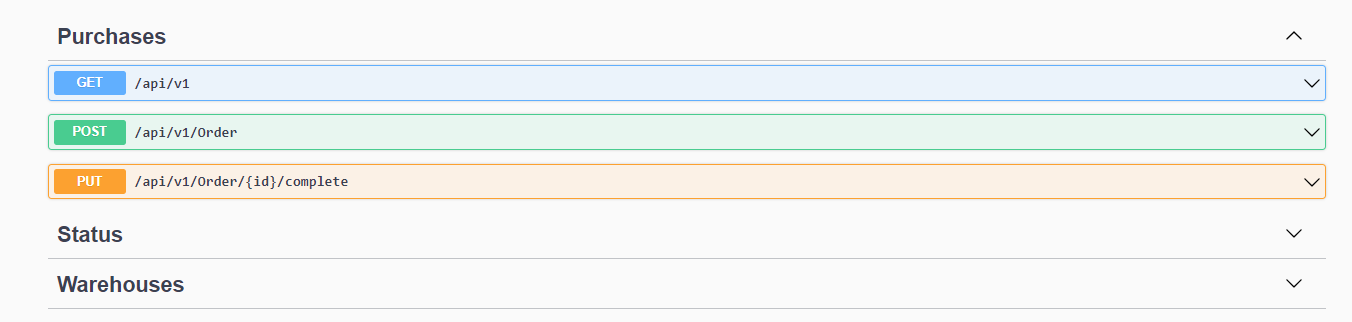 Purchases
GET /api/v1
POST /api/v1/Order
PUT /api/v1/Order/{id}/complete
Status
Warehouses